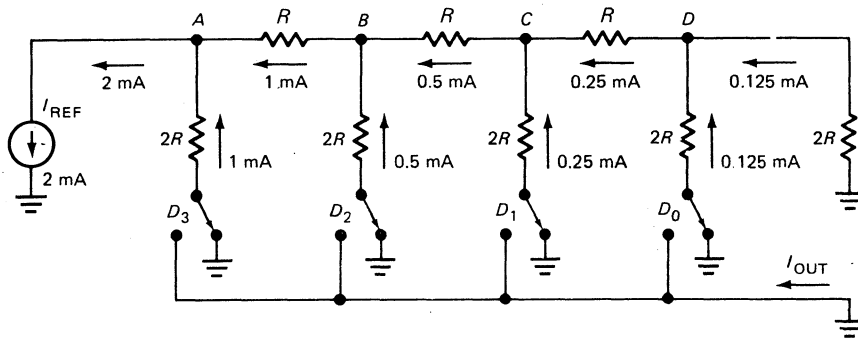 A R B R C R D
2 mA 1 mA 0.5 mA 0.25 mA 0.125 mA
I_REF
2R 2R 2R 2R 2R
2 mA 1 mA 0.5 mA 0.25 mA 0.125 mA
D_3 D_2 D_1 D_0
I_OUT